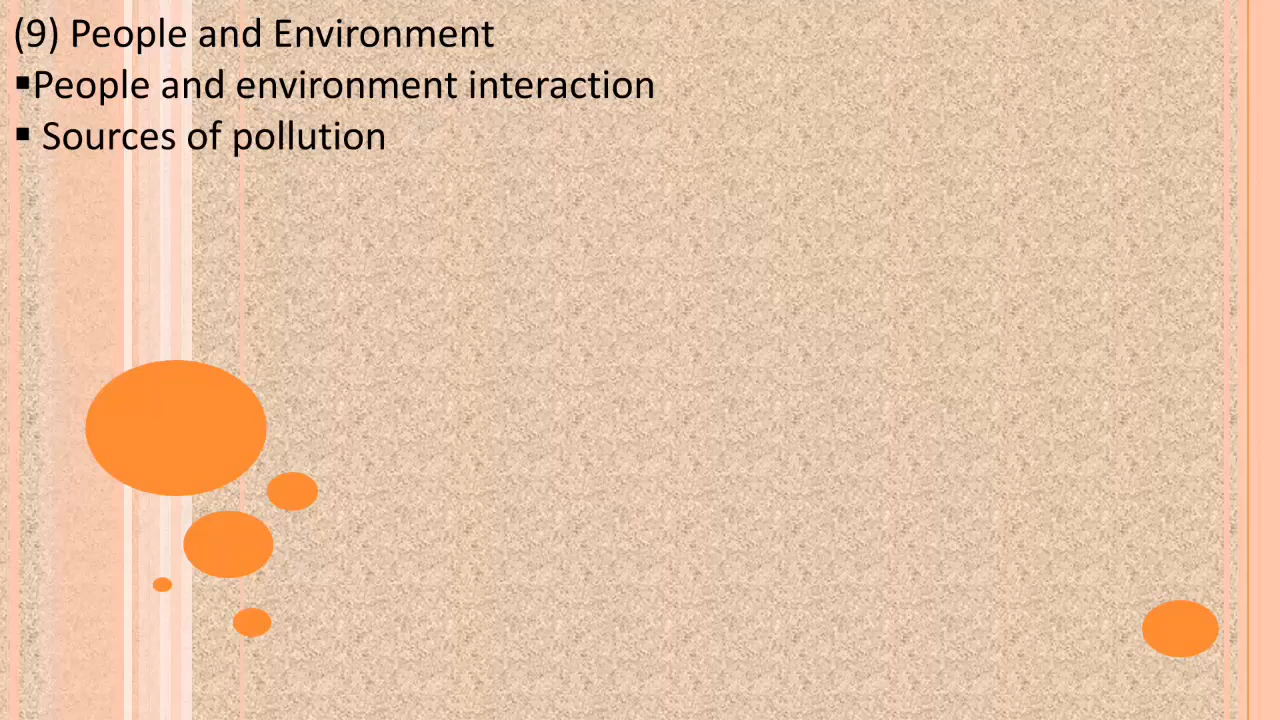 (9) People and Environment
▪People and environment interaction
▪ Sources of pollution